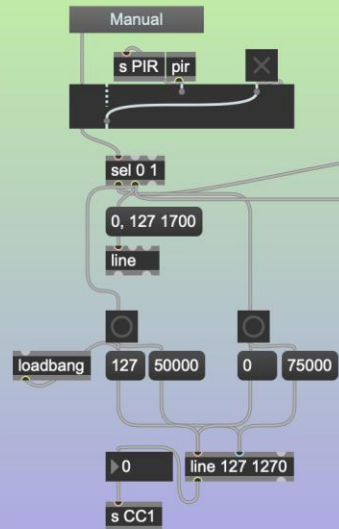 Manual
s PIR pir
sel 0 1
0, 127 1700
line
loadbang 127 50000 0 75000
0 line 127 1270
s CC1